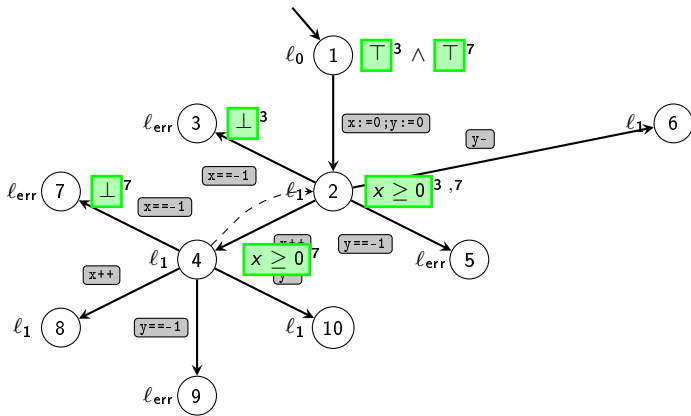 ℓ0 1 ⊤3 ∧ ⊤7
ℓerr 3 ⊥3
x:=0;y:=0
ℓ1 6
y-
ℓerr 7 ⊥7
x==-1
x==-1
ℓ1 2 x ≥ 0 3,7
ℓ1 4 x ≥ 0 7
x++
y==-1
ℓerr 5
x++
y-
ℓ1 8
y==-1
ℓ1 10
ℓerr 9